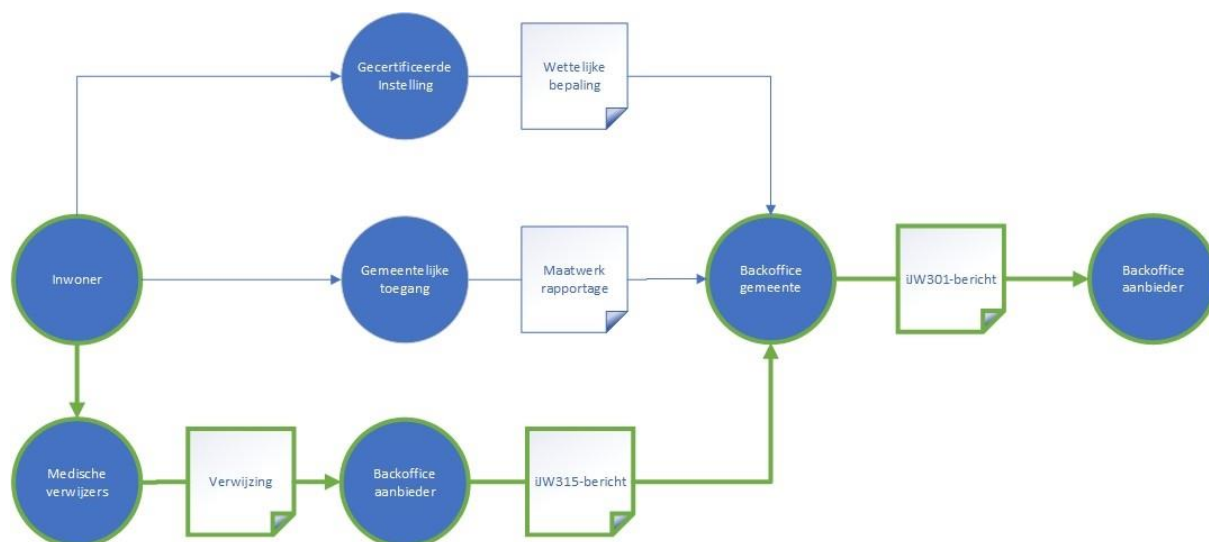 Gecertificeerde
Instelling
Wettelijke
bepaling
Inwoner
Gemeentelijke
toegang
Maatwerk
rapportage
Backoffice
gemeente
iJW301-bericht
Backoffice
aanbieder
Medische
verwijzers
Verwijzing
Backoffice
aanbieder
iJW315-bericht